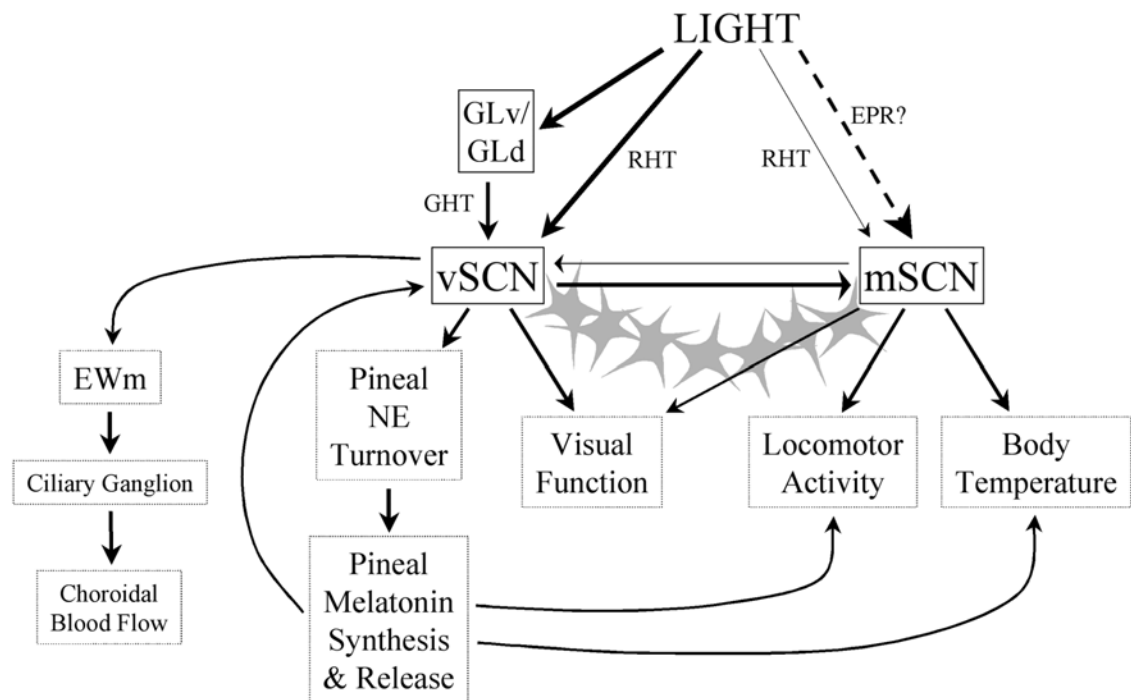 LIGHT
GLv/
GLd
EPR?
RHT
RHT
GHT
vSCN
mSCN
EWm
Pineal
NE
Turnover
Visual
Function
Locomotor
Activity
Body
Temperature
Ciliary Ganglion
Choroidal
Blood Flow
Pineal
Melatonin
Synthesis
& Release